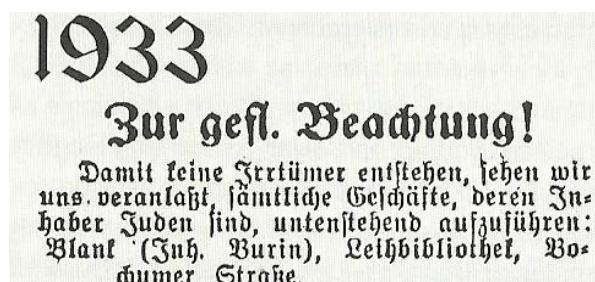 1933
Zur gefl. Beachtung!
Damit keine Irrtümer entstehen, sehen wir
uns veranlaßt, sämtliche Geschäfte, deren In-
haber Juden sind, untenstehend aufzuführen:
Blank (Inh. Burin), Leihbibliothek, Bo-
chumer Straße.